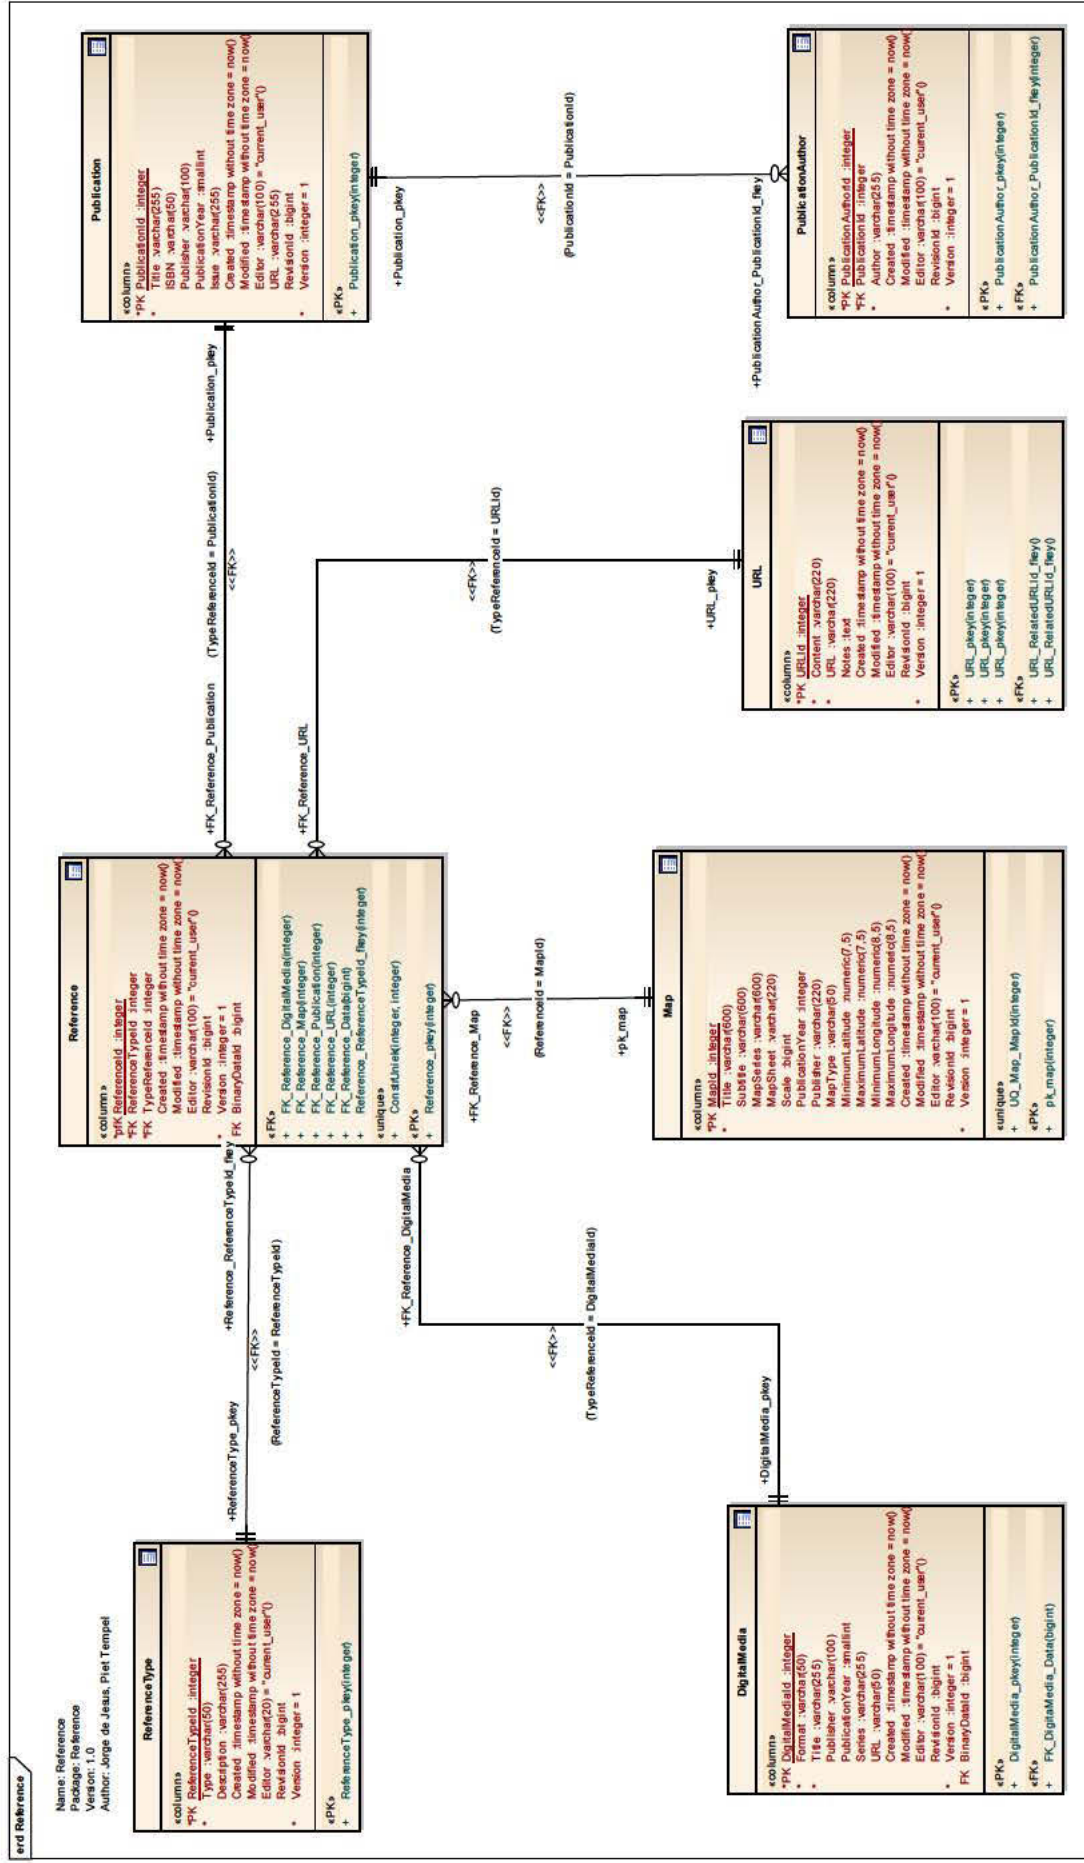 erd Reference
Name: Reference
Package: Reference
Version: 1.0
Author: Jorge de Jesus, Piet Tempel
ReferenceType
«column»
*PK ReferenceTypeId :integer
* Type :varchar(50)
Description :varchar(255)
Created :timestamp without time zone = now()
Modified :timestamp without time zone = now()
Editor :varchar(20) = "current_user"()
RevisionId :bigint
* Version :integer = 1
«PK»
+ ReferenceType_pkey(integer)
+ReferenceType_pkey
<<FK>>
(ReferenceTypeId = ReferenceTypeId)
+Reference_ReferenceTypeId_fkey
Reference
«column»
*pfK ReferenceId :integer
*FK ReferenceTypeId :integer
*FK TypeReferenceId :integer
Created :timestamp without time zone = now()
Modified :timestamp without time zone = now()
Editor :varchar(100) = "current_user"()
RevisionId :bigint
* Version :integer = 1
FK BinaryDataId :bigint
«FK»
+ FK_Reference_DigitalMedia(integer)
+ FK_Reference_Map(integer)
+ FK_Reference_Publication(integer)
+ FK_Reference_URL(integer)
+ FK_Reference_Data(bigint)
+ Reference_ReferenceTypeId_fkey(integer)
«unique»
+ ConstUniek(integer, integer)
«PK»
+ Reference_pkey(integer)
+FK_Reference_Publication
(TypeReferenceId = PublicationId)
<<FK>>
+Publication_pkey
Publication
«column»
*PK PublicationId :integer
* Title :varchar(255)
ISBN :varchar(50)
Publisher :varchar(100)
PublicationYear :smallint
Issue :varchar(255)
Created :timestamp without time zone = now()
Modified :timestamp without time zone = now()
Editor :varchar(100) = "current_user"()
URL :varchar(255)
RevisionId :bigint
* Version :integer = 1
«PK»
+ Publication_pkey(integer)
+Publication_pkey
<<FK>>
(PublicationId = PublicationId)
+PublicationAuthor_PublicationId_fkey
+FK_Reference_URL
<<FK>>
(TypeReferenceId = URLId)
+URL_pkey
+FK_Reference_Map
<<FK>>
(ReferenceId = MapId)
+pk_map
+FK_Reference_DigitalMedia
<<FK>>
(TypeReferenceId = DigitalMediaId)
+DigitalMedia_pkey
DigitalMedia
«column»
*PK DigitalMediaId :integer
* Format :varchar(50)
* Title :varchar(255)
Publisher :varchar(100)
PublicationYear :smallint
Series :varchar(255)
URL :varchar(50)
Created :timestamp without time zone = now()
Modified :timestamp without time zone = now()
Editor :varchar(100) = "current_user"()
RevisionId :bigint
* Version :integer = 1
FK BinaryDataId :bigint
«PK»
+ DigitalMedia_pkey(integer)
«FK»
+ FK_DigitaMedia_Data(bigint)
Map
«column»
*PK MapId :integer
* Title :varchar(600)
Subtitle :varchar(600)
MapSeries :varchar(600)
MapSheet :varchar(220)
Scale :bigint
PublicationYear :integer
Publisher :varchar(220)
MapType :varchar(50)
MinimumLatitude :numeric(7,5)
MaximumLatitude :numeric(7,5)
MinimumLongitude :numeric(8,5)
MaximumLongitude :numeric(8,5)
Created :timestamp without time zone = now()
Modified :timestamp without time zone = now()
Editor :varchar(100) = "current_user"()
RevisionId :bigint
* Version :integer = 1
«unique»
+ UQ_Map_MapId(integer)
«PK»
+ pk_map(integer)
URL
«column»
*PK URLId :integer
* Content :varchar(220)
* URL :varchar(220)
Notes :text
Created :timestamp without time zone = now()
Modified :timestamp without time zone = now()
Editor :varchar(100) = "current_user"()
RevisionId :bigint
* Version :integer = 1
«PK»
+ URL_pkey(integer)
+ URL_pkey(integer)
+ URL_pkey(integer)
«FK»
+ URL_RelatedURLId_fkey()
+ URL_RelatedURLId_fkey()
PublicationAuthor
«column»
*PK PublicationAuthorId :integer
*FK PublicationId :integer
* Author :varchar(255)
Created :timestamp without time zone = now()
Modified :timestamp without time zone = now()
Editor :varchar(100) = "current_user"()
RevisionId :bigint
* Version :integer = 1
«PK»
+ PublicationAuthor_pkey(integer)
«FK»
+ PublicationAuthor_PublicationId_fkey(integer)